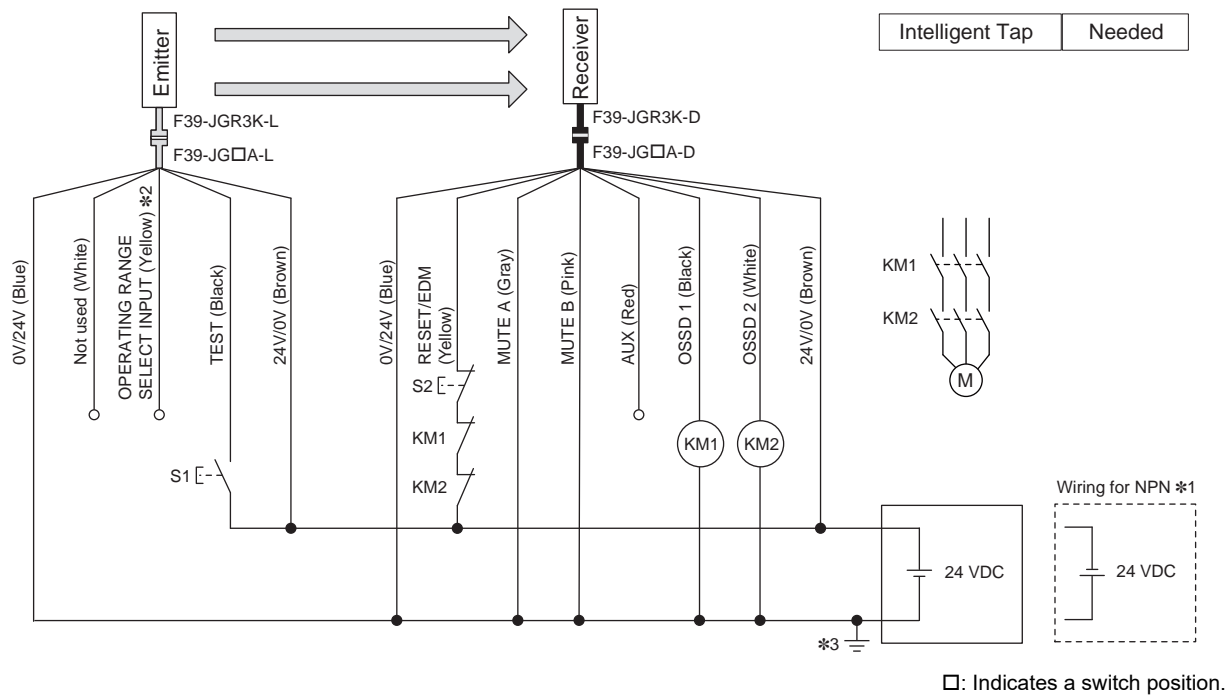 Intelligent Tap Needed
Emitter
Receiver
F39-JGR3K-L
F39-JG□A-L
F39-JGR3K-D
F39-JG□A-D
0V/24V (Blue)
Not used (White)
OPERATING RANGE
SELECT INPUT (Yellow) ✻2
TEST (Black)
24V/0V (Brown)
0V/24V (Blue)
RESET/EDM
(Yellow)
MUTE A (Gray)
MUTE B (Pink)
AUX (Red)
OSSD 1 (Black)
OSSD 2 (White)
24V/0V (Brown)
KM1
KM2
M
S2
KM1
KM2
KM1
KM2
S1
Wiring for NPN ✻1
24 VDC
24 VDC
✻3
□: Indicates a switch position.